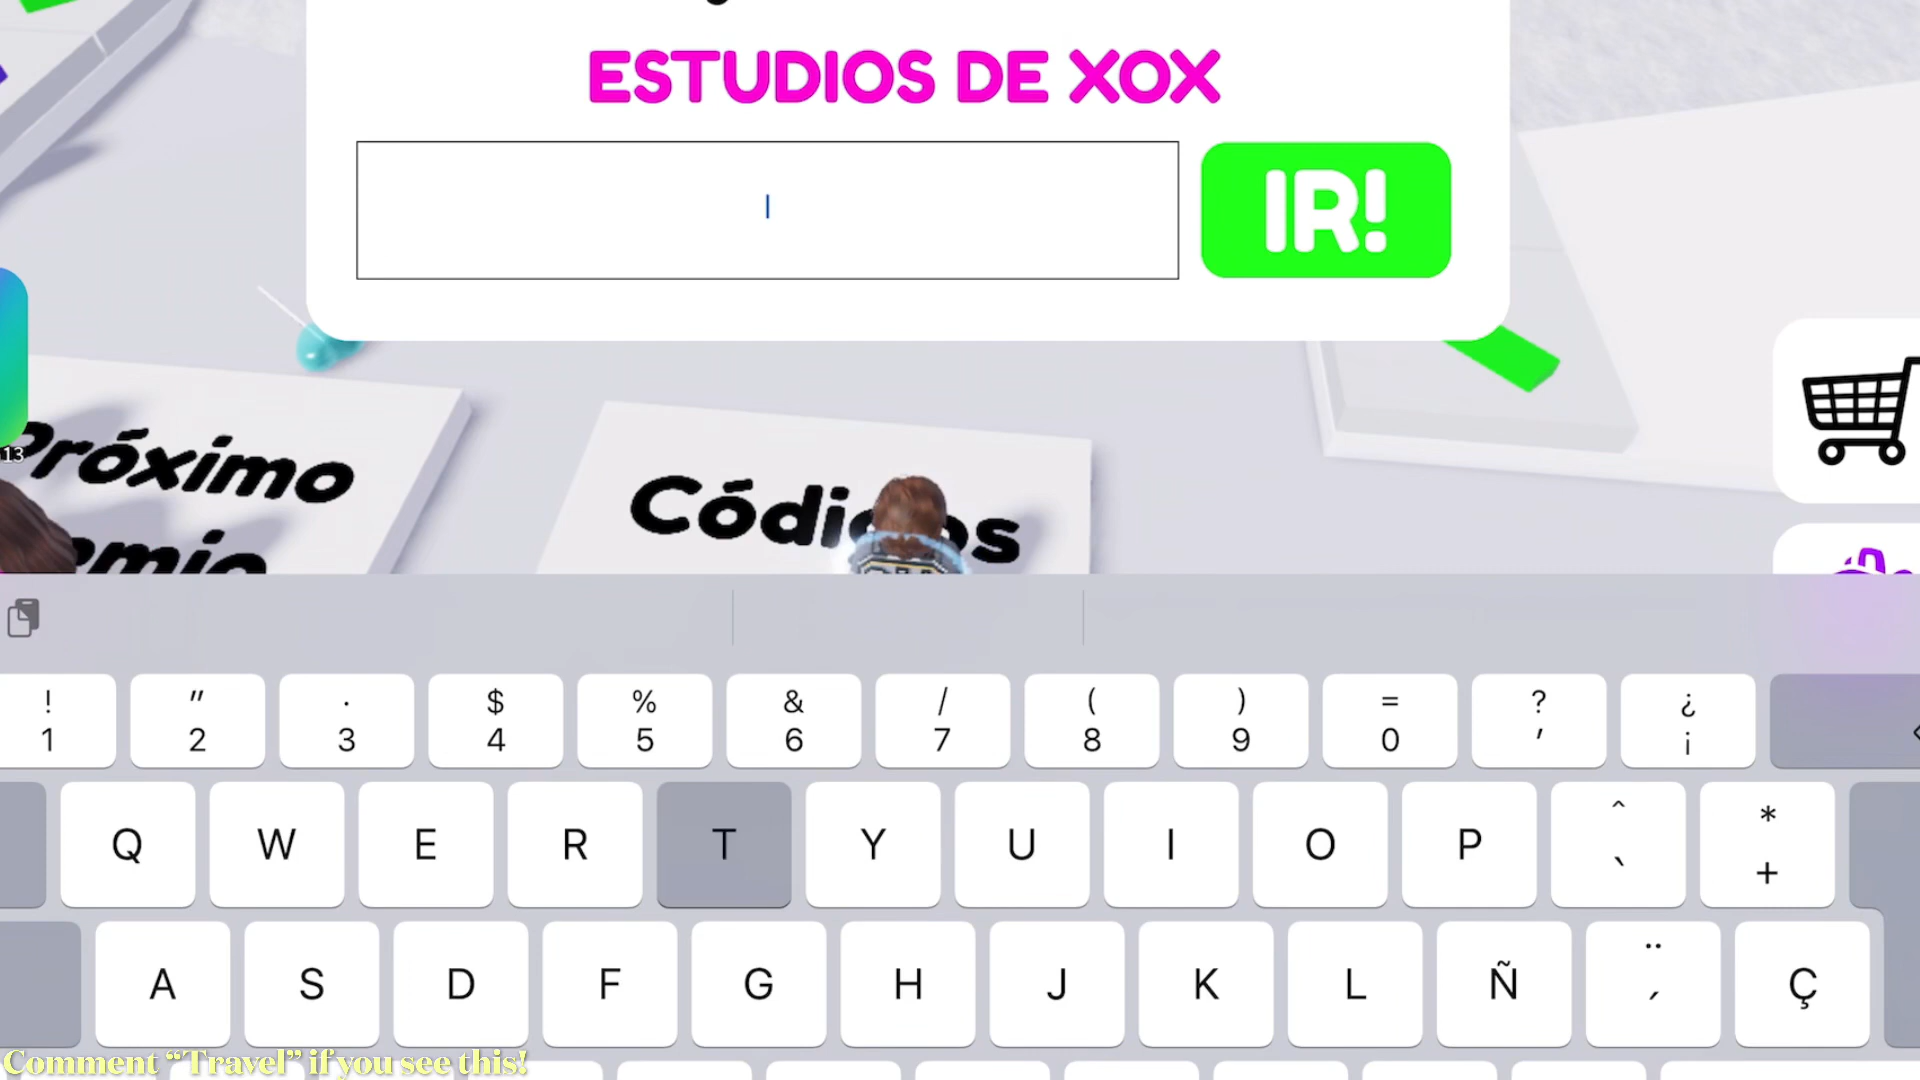 ESTUDIOS DE XOX
IR!
13
Próximo
Códigos
! " · $ % & / ( ) = ? ¿
1 2 3 4 5 6 7 8 9 0 ' ¡
Q W E R T Y U I O P ^ ` * +
A S D F G H J K L Ñ ¨ ´ Ç
Comment “Travel” if you see this!